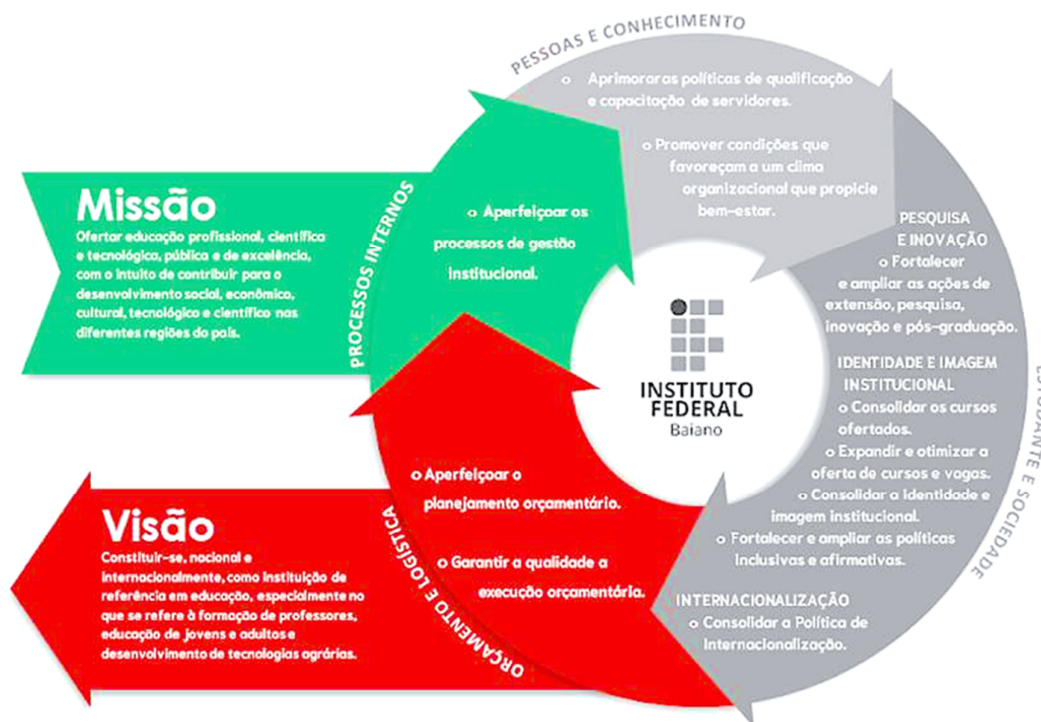 Missão
Ofertar educação profissional, científica
e tecnológica, pública e de excelência,
com o intuito de contribuir para o
desenvolvimento social, econômico,
cultural, tecnológico e científico nas
diferentes regiões do país.
Visão
Constituir-se, nacional e
internacionalmente, como instituição de
referência em educação, especialmente no
que se refere à formação de professores,
educação de jovens e adultos e
desenvolvimento de tecnologias agrárias.
PROCESSOS INTERNOS
o Aperfeiçoar os
processos de gestão
institucional.
PESSOAS E CONHECIMENTO
o Aprimoraras políticas de qualificação
e capacitação de servidores.
o Promover condições que
favoreçam a um clima
organizacional que propicie
bem-estar.
ESTUDANTE E SOCIEDADE
PESQUISA
E INOVAÇÃO
o Fortalecer
e ampliar as ações de
extensão, pesquisa,
inovação e pós-graduação.
IDENTIDADE E IMAGEM
INSTITUCIONAL
o Consolidar os cursos
ofertados.
o Expandir e otimizar a
oferta de cursos e vagas.
o Consolidar a identidade e
imagem institucional.
o Fortalecer e ampliar as políticas
inclusivas e afirmativas.
INTERNACIONALIZAÇÃO
o Consolidar a Política de
Internacionalização.
ORÇAMENTO E LOGÍSTICA
o Aperfeiçoar o
planejamento orçamentário.
o Garantir a qualidade a
execução orçamentária.
INSTITUTO
FEDERAL
Baiano